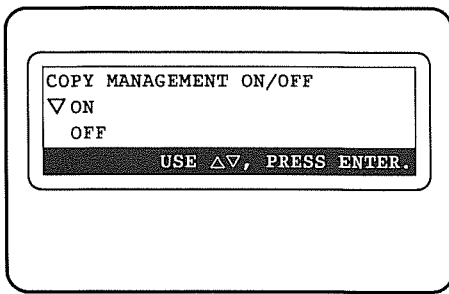 COPY MANAGEMENT ON/OFF
▽ON
OFF
USE △▽, PRESS ENTER.